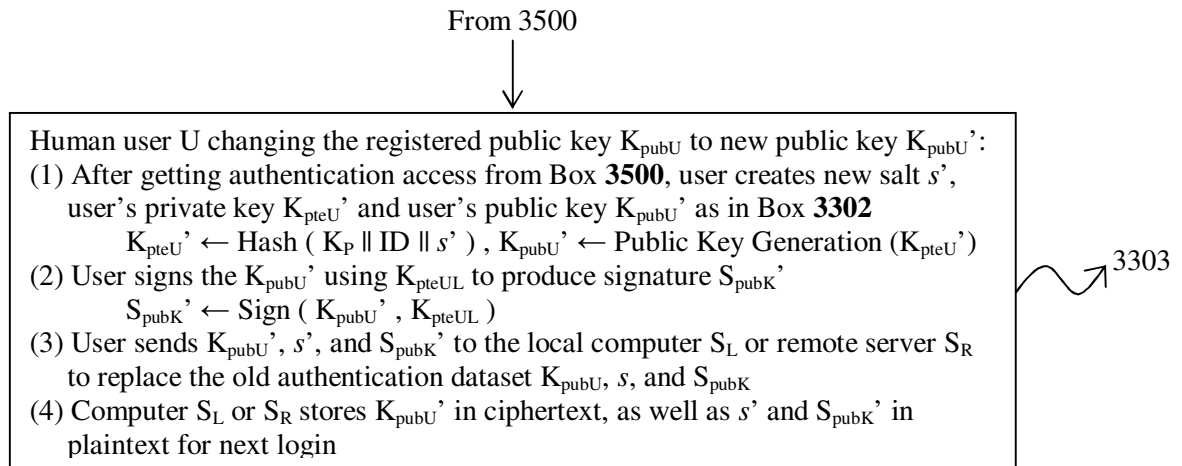 From 3500
Human user U changing the registered public key KpubU to new public key KpubU’:
(1) After getting authentication access from Box 3500, user creates new salt s’,
user’s private key KpteU’ and user’s public key KpubU’ as in Box 3302
KpteU’ ← Hash ( KP || ID || s’ ) , KpubU’ ← Public Key Generation (KpteU’)
(2) User signs the KpubU’ using KpteUL to produce signature SpubK’
SpubK’ ← Sign ( KpubU’ , KpteUL )
(3) User sends KpubU’, s’, and SpubK’ to the local computer SL or remote server SR
to replace the old authentication dataset KpubU, s, and SpubK
(4) Computer SL or SR stores KpubU’ in ciphertext, as well as s’ and SpubK’ in
plaintext for next login
3303